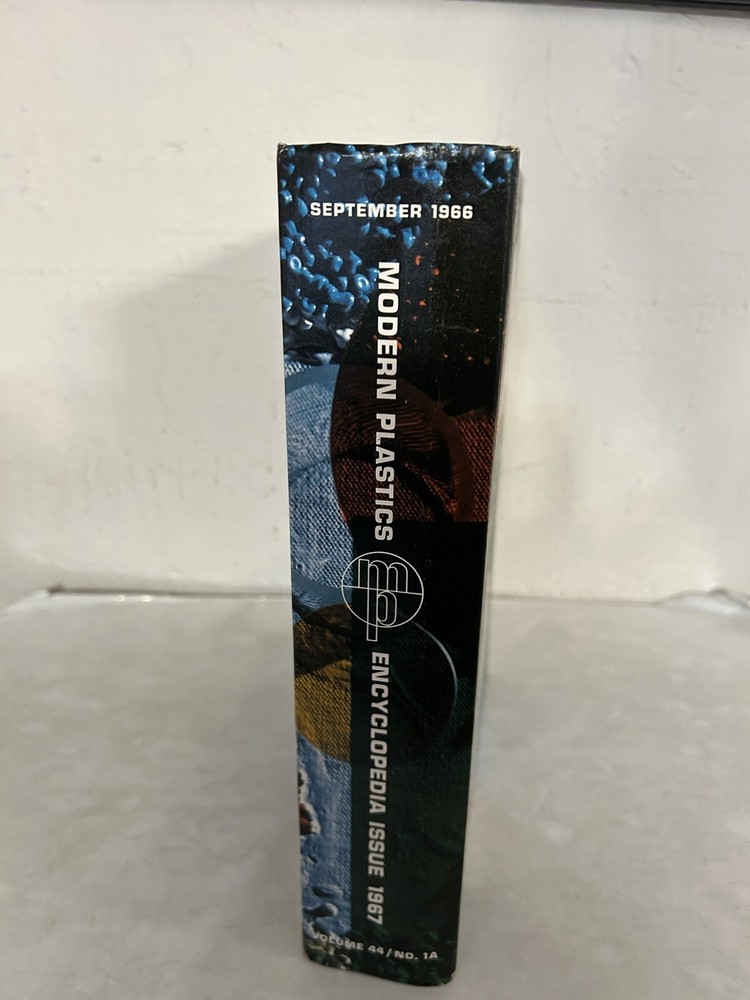 SEPTEMBER 1966
MODERN PLASTICS
mp
ENCYCLOPEDIA ISSUE 1967
VOLUME 44/NO. 1A